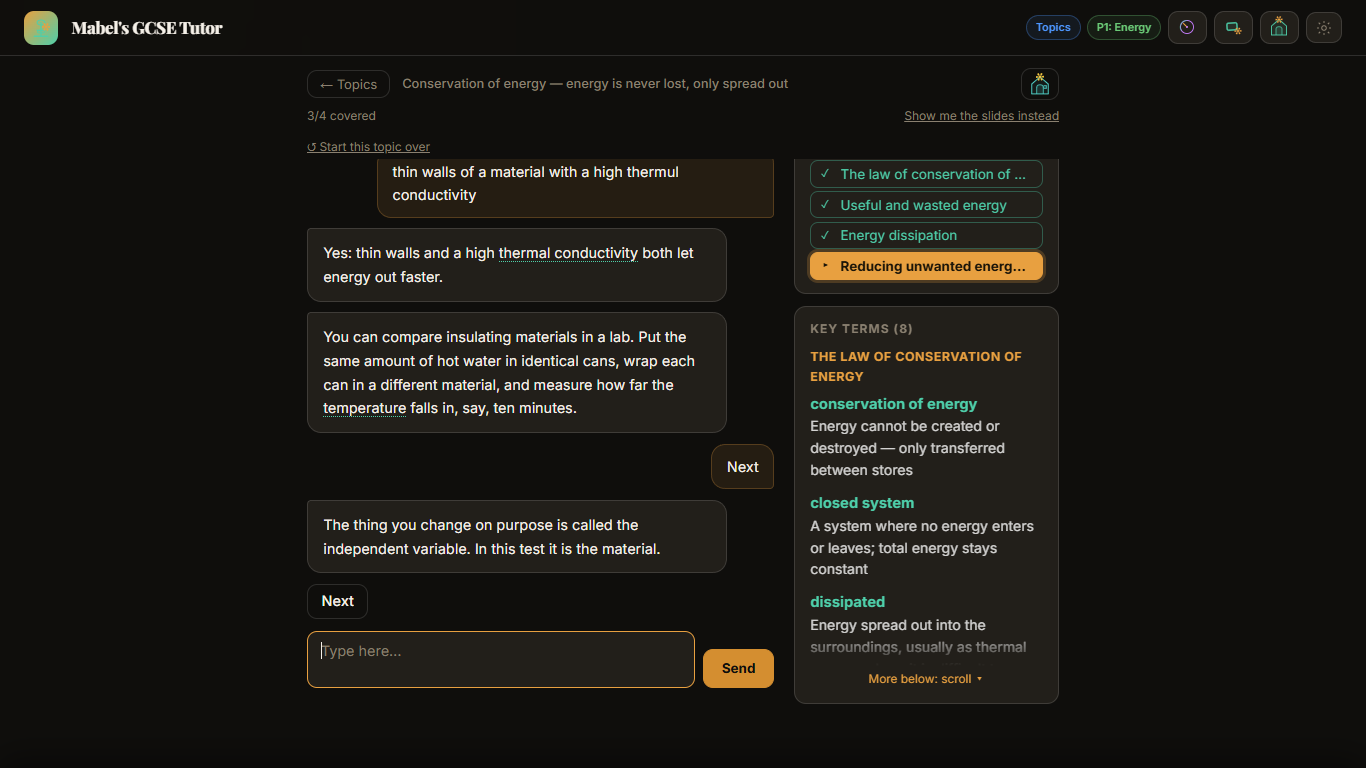 Mabel's GCSE Tutor
Topics
P1: Energy
← Topics
Conservation of energy — energy is never lost, only spread out
3/4 covered
Show me the slides instead
↺ Start this topic over
thin walls of a material with a high thermul
conductivity
Yes: thin walls and a high thermal conductivity both let
energy out faster.
You can compare insulating materials in a lab. Put the
same amount of hot water in identical cans, wrap each
can in a different material, and measure how far the
temperature falls in, say, ten minutes.
Next
The thing you change on purpose is called the
independent variable. In this test it is the material.
Next
Type here...
Send
✓ The law of conservation of ...
✓ Useful and wasted energy
✓ Energy dissipation
‣ Reducing unwanted energ...
KEY TERMS (8)
THE LAW OF CONSERVATION OF
ENERGY
conservation of energy
Energy cannot be created or
destroyed — only transferred
between stores
closed system
A system where no energy enters
or leaves; total energy stays
constant
dissipated
Energy spread out into the
surroundings, usually as thermal
More below: scroll ▾